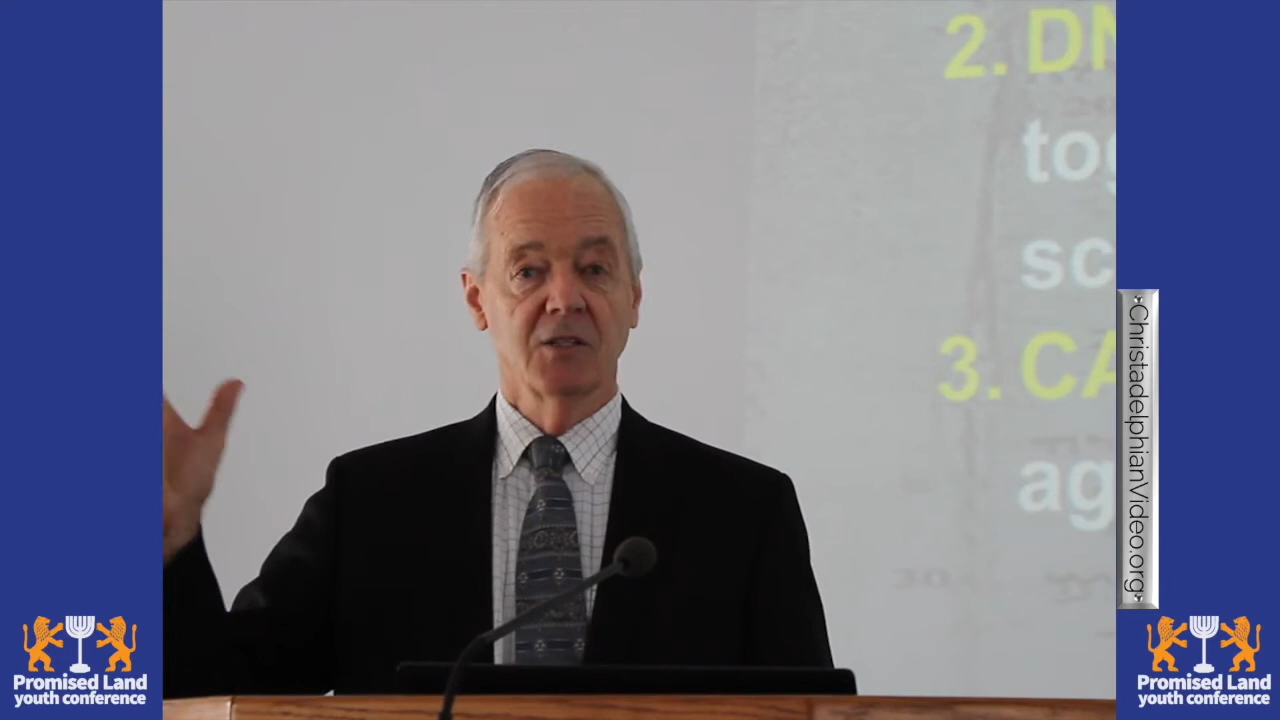 2. DN
tog
sc
3. CA
ag
ChristadelphianVideo.org
Promised Land
youth conference
Promised Land
youth conference